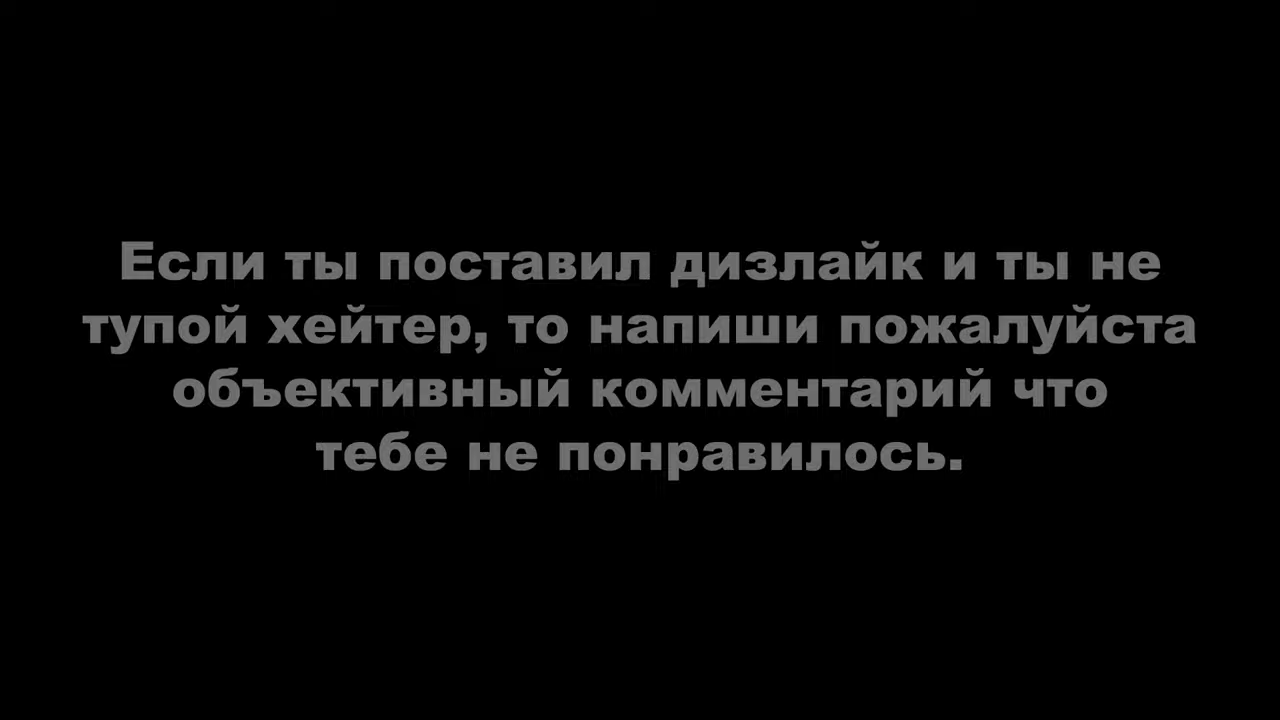 Если ты поставил дизлайк и ты не
тупой хейтер, то напиши пожалуйста
объективный комментарий что
тебе не понравилось.